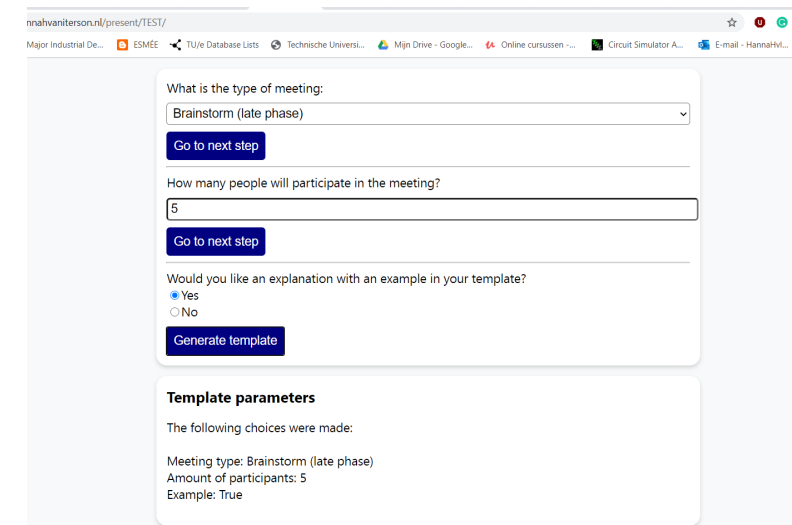 nnahvaniterson.nl/present/TEST/
Major Industrial De... ESMÉE TU/e Database Lists Technische Universi... Mijn Drive - Google... Online cursussen -... Circuit Simulator A... E-mail - HannaHvI...
What is the type of meeting:
Brainstorm (late phase)
Go to next step
How many people will participate in the meeting?
5
Go to next step
Would you like an explanation with an example in your template?
Yes
No
Generate template
Template parameters
The following choices were made:
Meeting type: Brainstorm (late phase)
Amount of participants: 5
Example: True